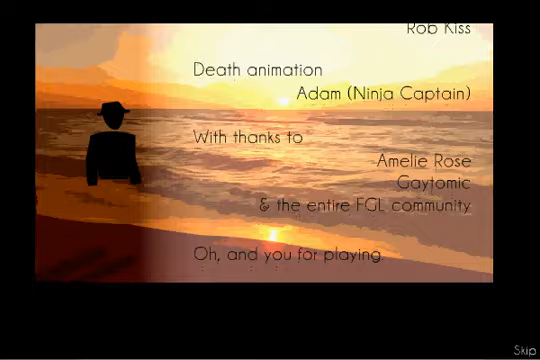 Rob Kiss
Death animation
Adam (Ninja Captain)
With thanks to
Amelie Rose
Gaytomic
& the entire FGL community
Oh, and you for playing.
Skip